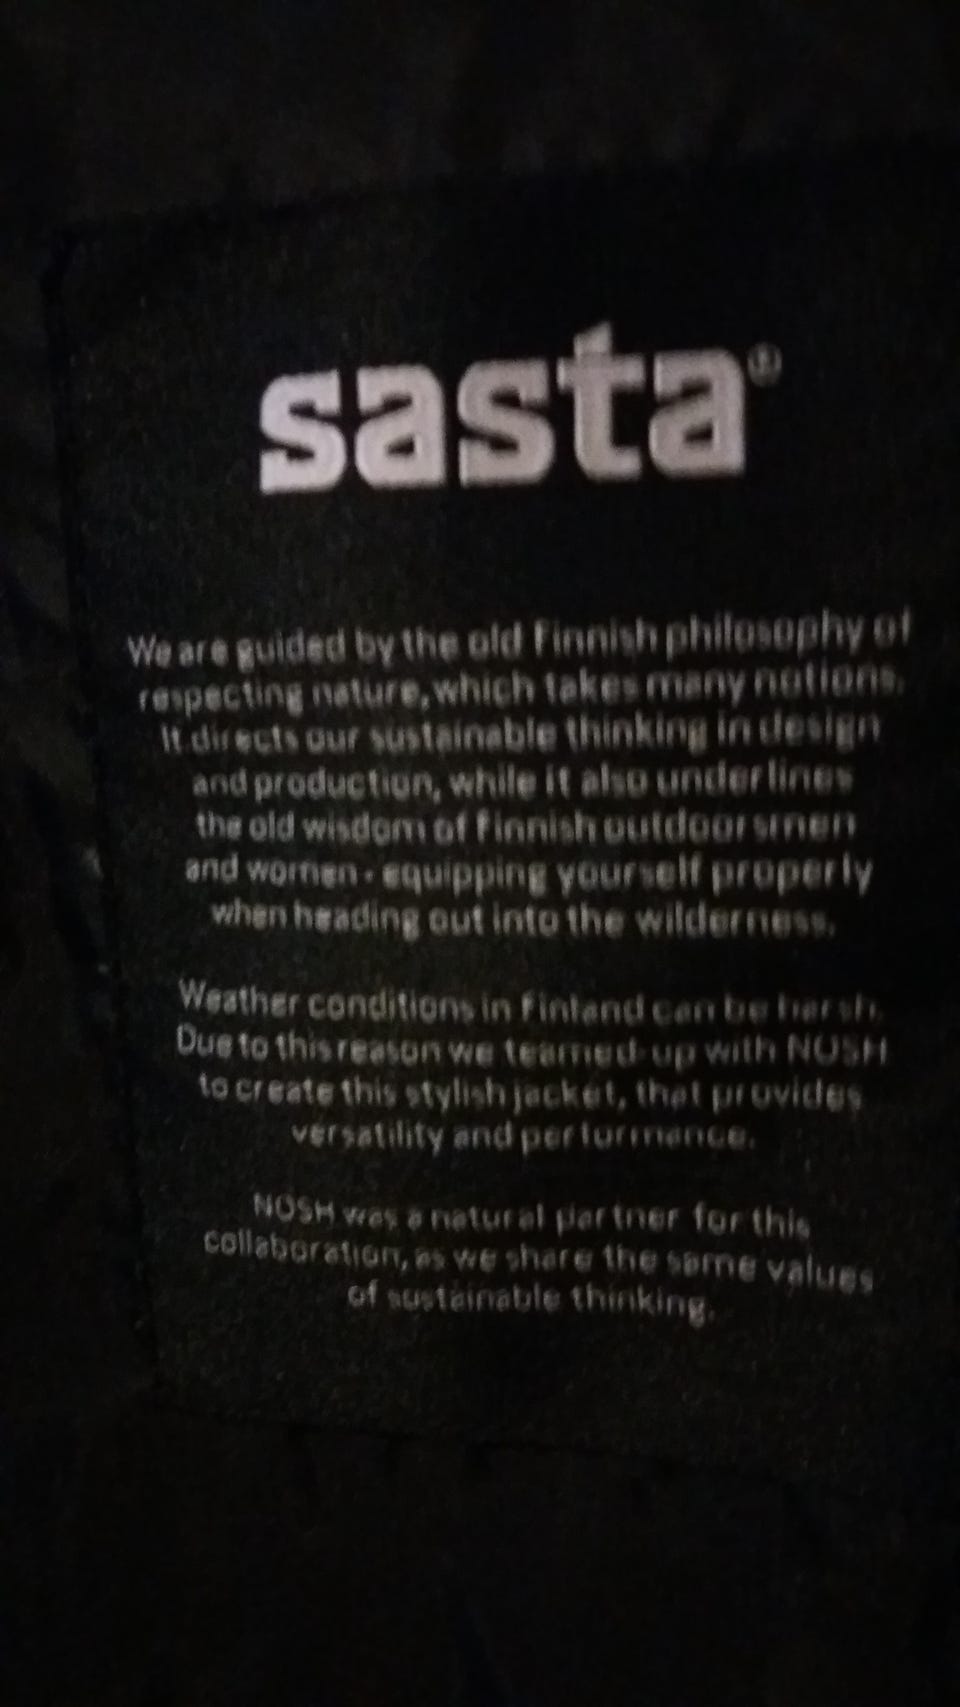 sasta®
We are guided by the old Finnish philosophy of
respecting nature, which takes many notions.
It directs our sustainable thinking in design
and production, while it also underlines
the old wisdom of Finnish outdoorsmen
and women - equipping yourself properly
when heading out into the wilderness.
Weather conditions in Finland can be harsh.
Due to this reason we teamed-up with NOSH
to create this stylish jacket, that provides
versatility and performance.
NOSH was a natural partner for this
collaboration, as we share the same values
of sustainable thinking.